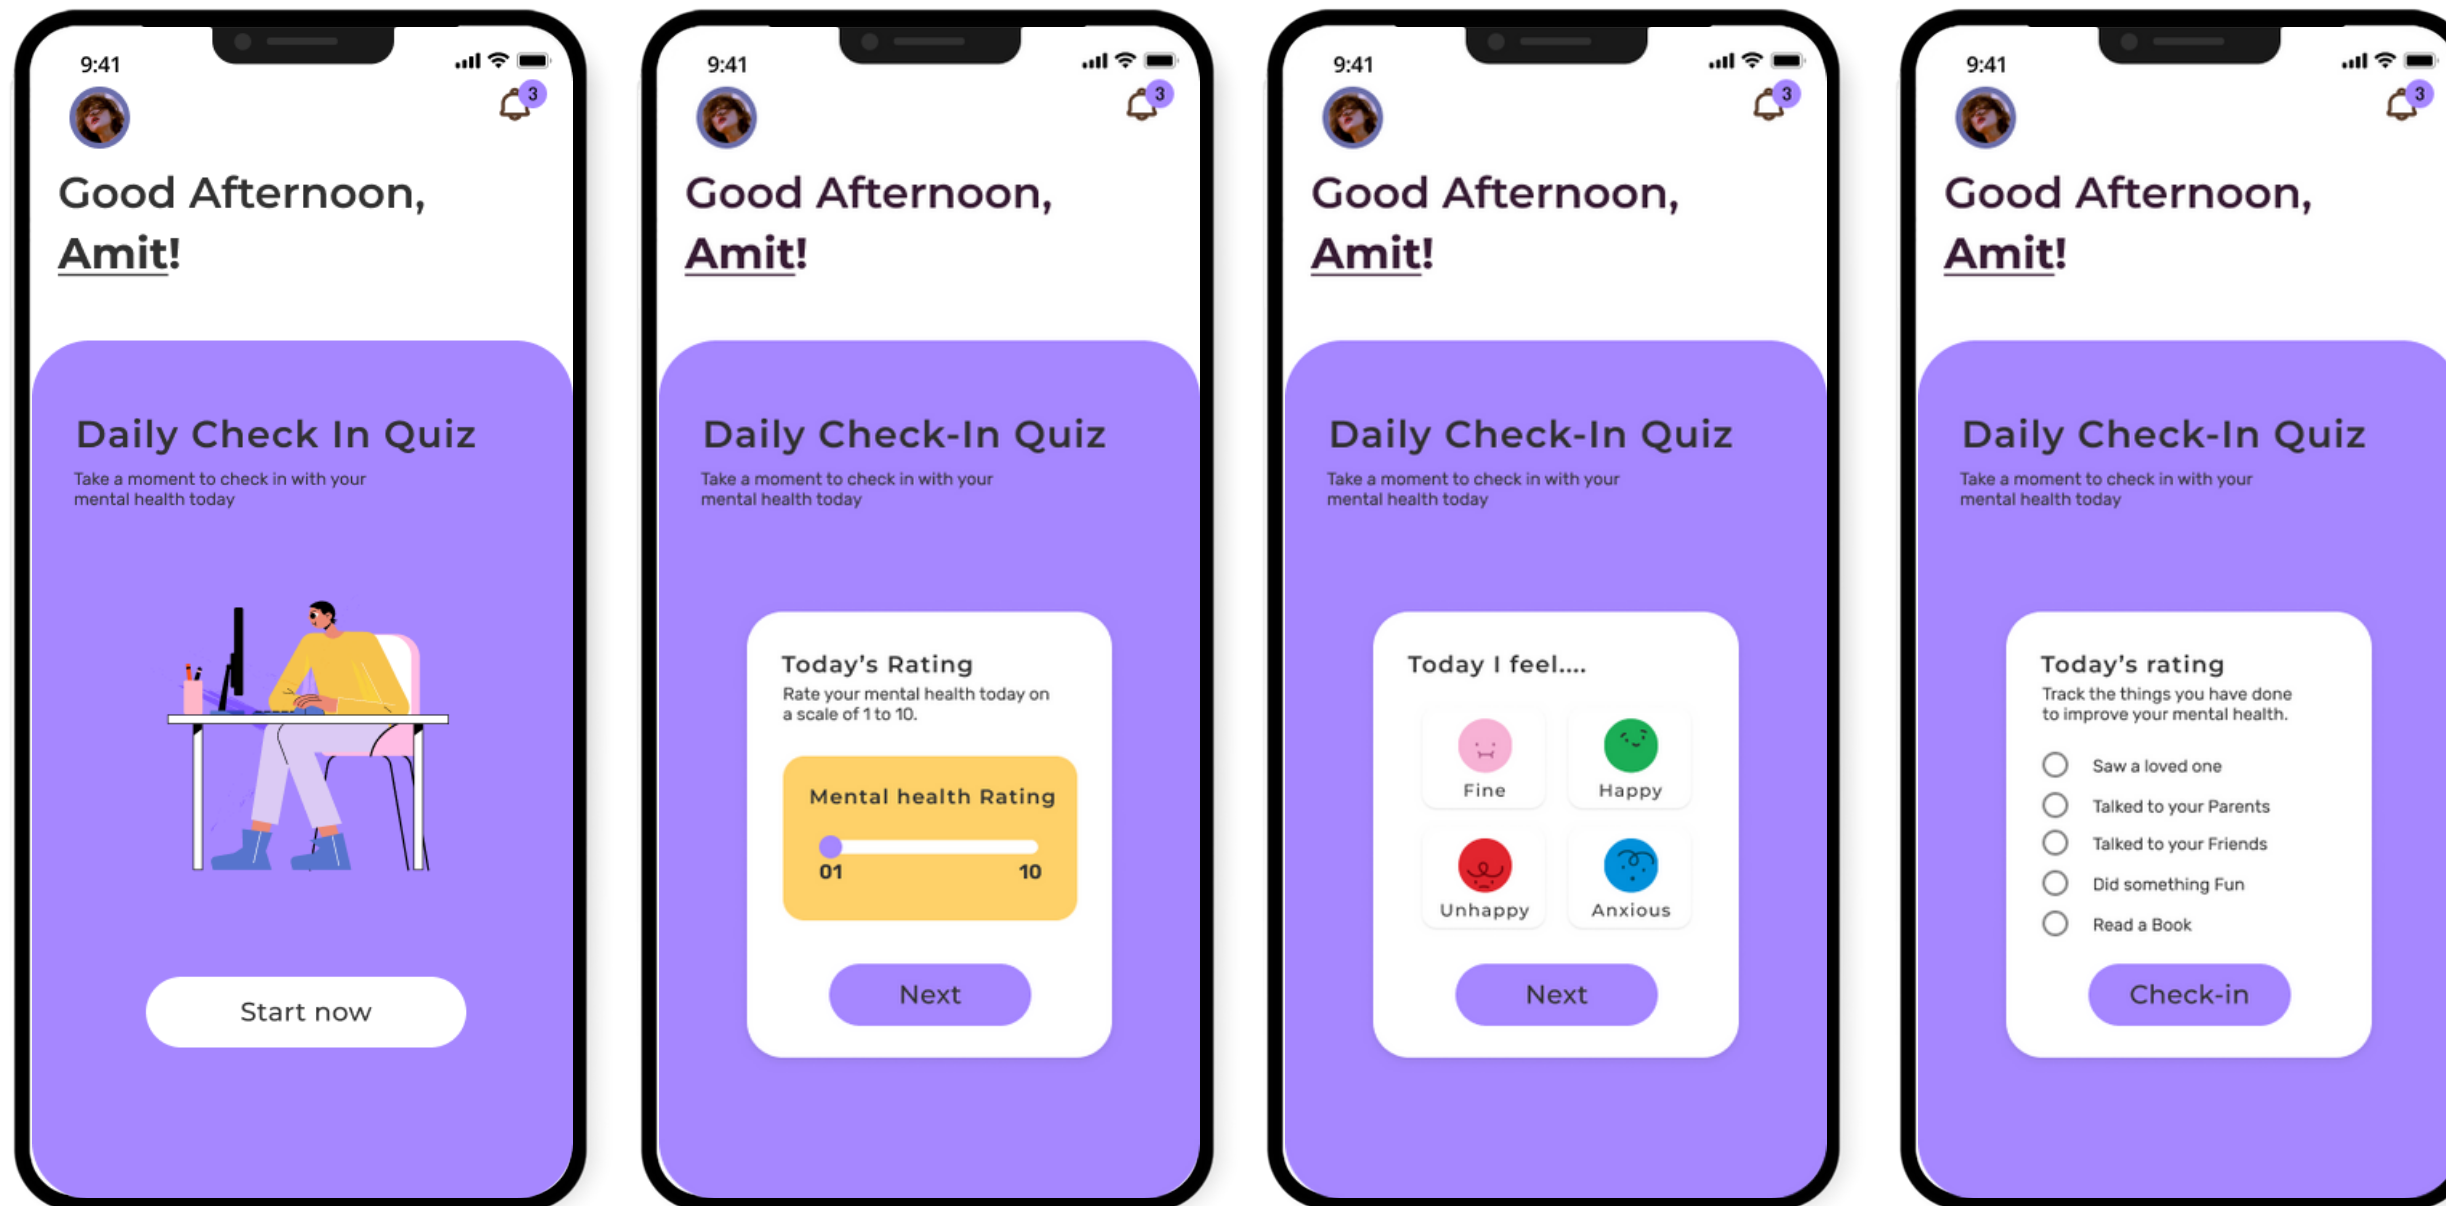 9:41
3
Good Afternoon,
Amit!
Daily Check In Quiz
Take a moment to check in with your
mental health today
Start now
9:41
3
Good Afternoon,
Amit!
Daily Check-In Quiz
Take a moment to check in with your
mental health today
Today's Rating
Rate your mental health today on
a scale of 1 to 10.
Mental health Rating
01
10
Next
9:41
3
Good Afternoon,
Amit!
Daily Check-In Quiz
Take a moment to check in with your
mental health today
Today I feel....
Fine
Happy
Unhappy
Anxious
Next
9:41
3
Good Afternoon,
Amit!
Daily Check-In Quiz
Take a moment to check in with your
mental health today
Today's rating
Track the things you have done
to improve your mental health.
Saw a loved one
Talked to your Parents
Talked to your Friends
Did something Fun
Read a Book
Check-in